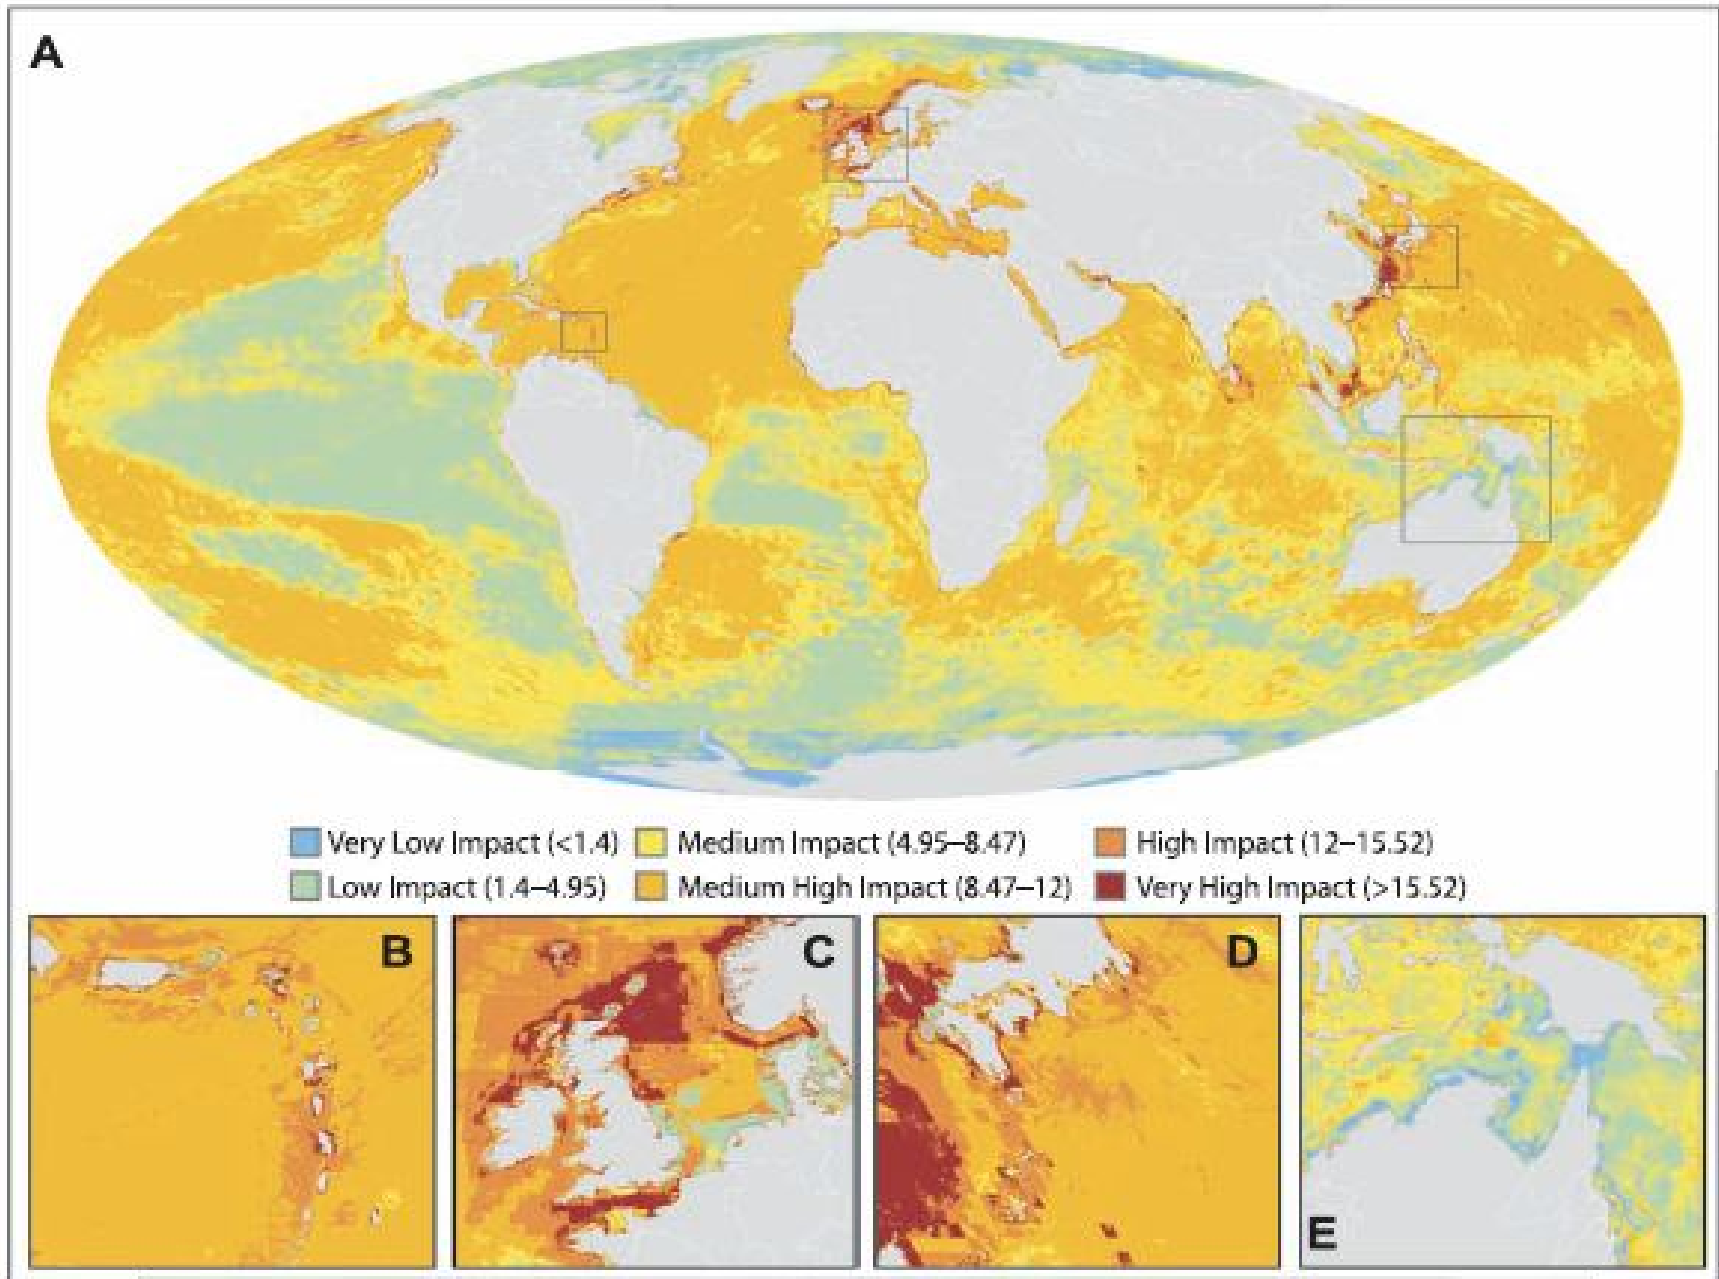 A
Very Low Impact (<1.4) Medium Impact (4.95–8.47) High Impact (12–15.52)
Low Impact (1.4–4.95) Medium High Impact (8.47–12) Very High Impact (>15.52)
B C D
E